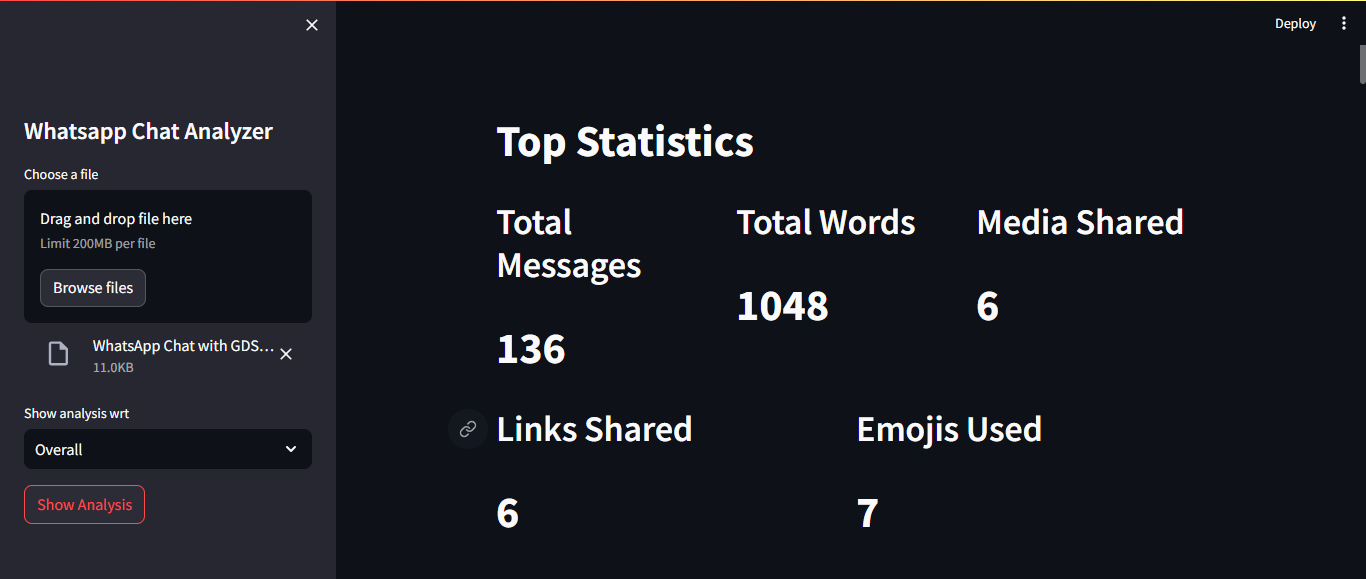 Whatsapp Chat Analyzer
Choose a file
Drag and drop file here
Limit 200MB per file
Browse files
WhatsApp Chat with GDS...
11.0KB
Show analysis wrt
Overall
Show Analysis
Deploy
Top Statistics
Total
Messages
136
Total Words
1048
Media Shared
6
Links Shared
6
Emojis Used
7